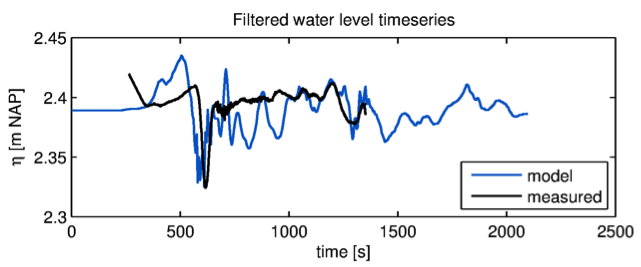 Filtered water level timeseries
2.45
2.4
2.35
2.3
η [m NAP]
0 500 1000 1500 2000 2500
time [s]
model
measured